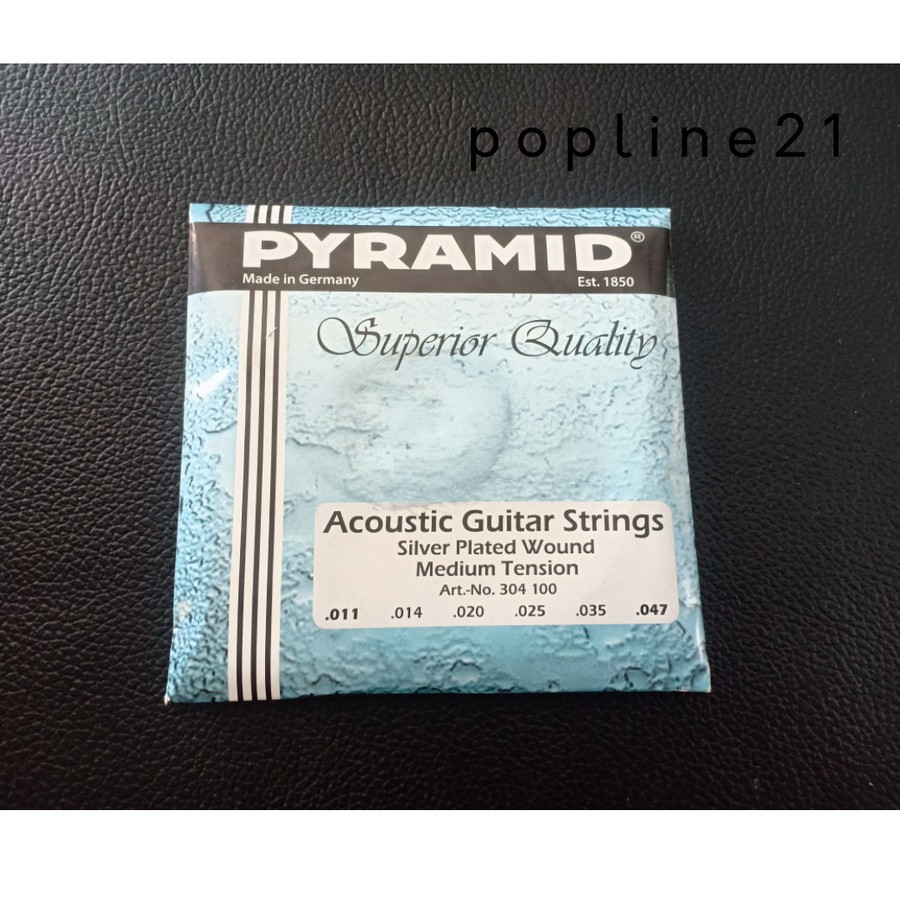 popline21
PYRAMID®
Made in Germany Est. 1850
Superior Quality
Acoustic Guitar Strings
Silver Plated Wound
Medium Tension
Art.-No. 304 100
.011 .014 .020 .025 .035 .047